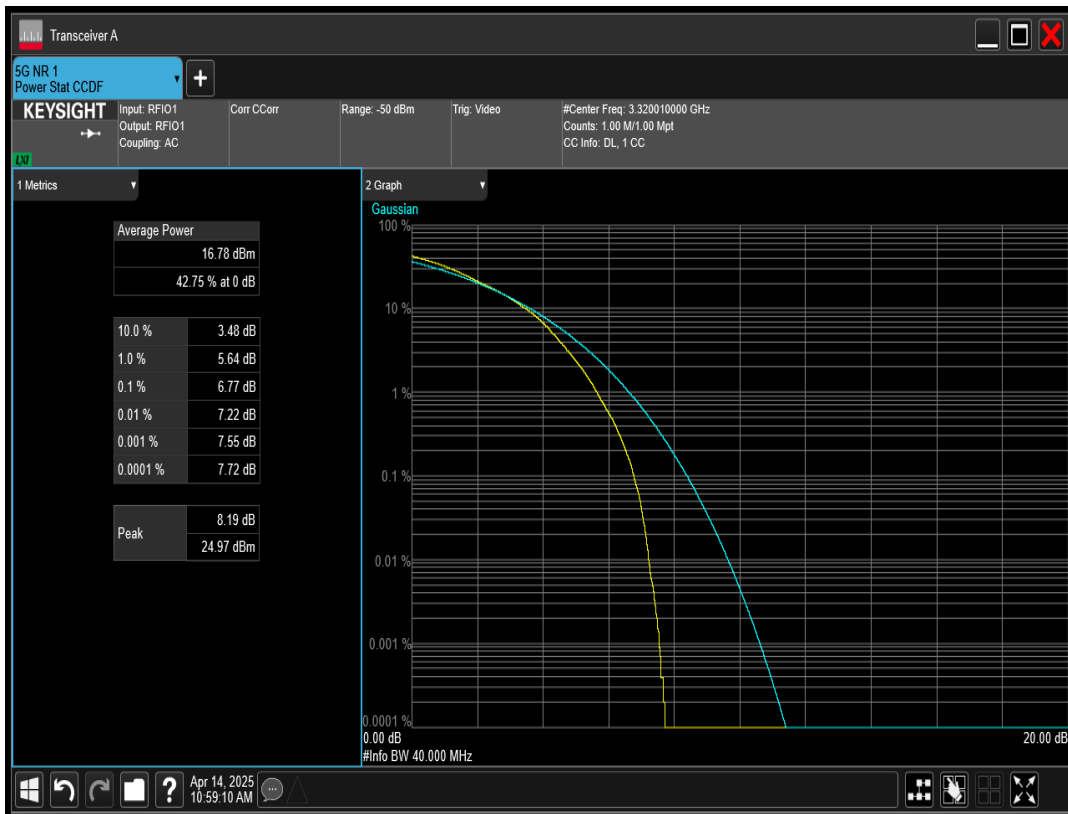 Transceiver A
5G NR 1
Power Stat CCDF
+
KEYSIGHT
LXI
Input: RFIO1
Output: RFIO1
Coupling: AC
Corr CCorr
Range: -50 dBm
Trig: Video
#Center Freq: 3.320010000 GHz
Counts: 1.00 M/1.00 Mpt
CC Info: DL, 1 CC
1 Metrics
Average Power
16.78 dBm
42.75 % at 0 dB
10.0 % 3.48 dB
1.0 % 5.64 dB
0.1 % 6.77 dB
0.01 % 7.22 dB
0.001 % 7.55 dB
0.0001 % 7.72 dB
Peak
8.19 dB
24.97 dBm
2 Graph
Gaussian
100 %
10 %
1 %
0.1 %
0.01 %
0.001 %
0.0001 %
0.00 dB 20.00 dB
#Info BW 40.000 MHz
?
Apr 14, 2025
10:59:10 AM